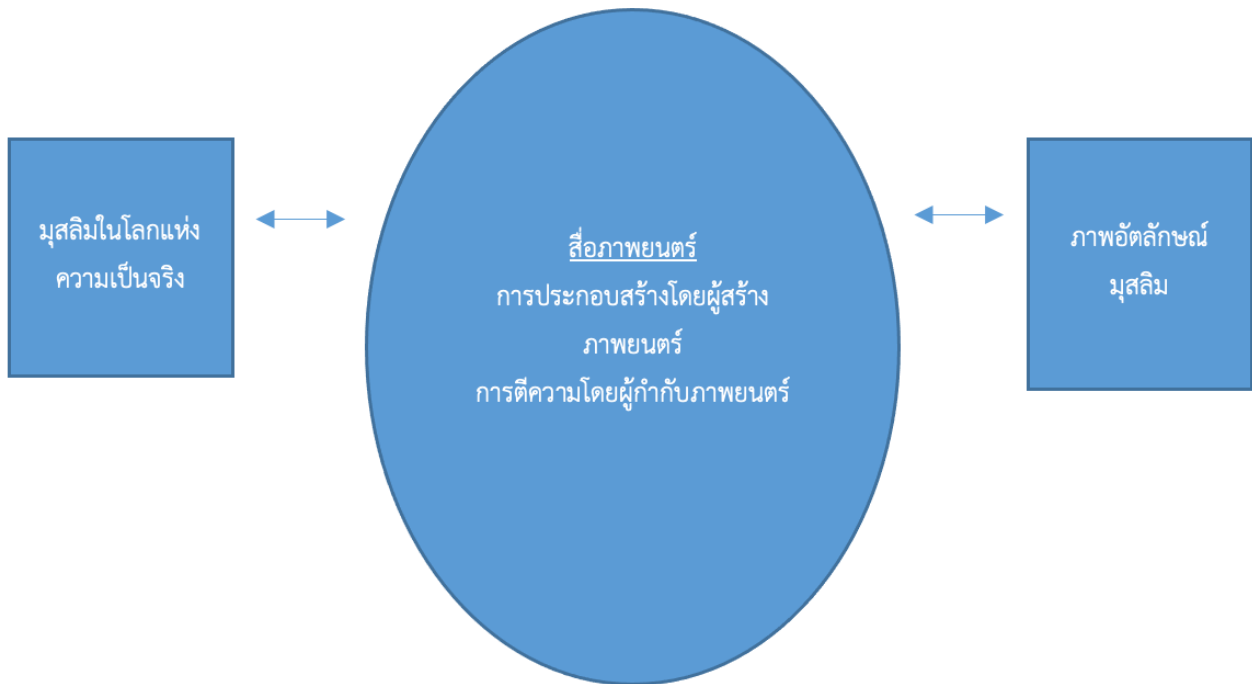 มุสลิมในโลกแห่ง
ความเป็นจริง
สื่อภาพยนตร์
การประกอบสร้างโดยผู้สร้าง
ภาพยนตร์
การตีความโดยผู้กำกับภาพยนตร์
ภาพอัตลักษณ์
มุสลิม